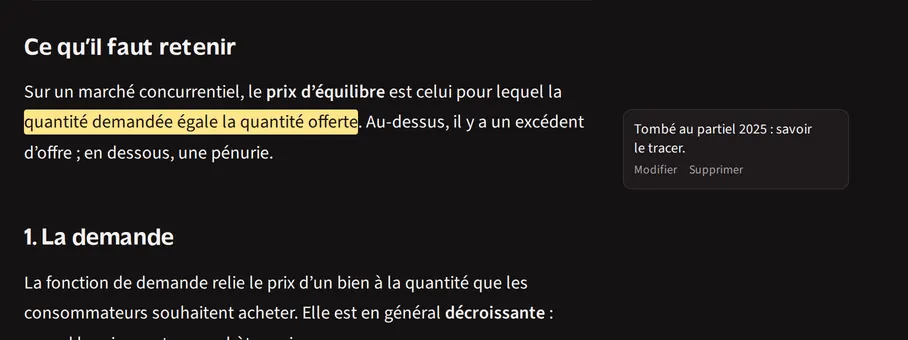 Ce qu'il faut retenir
Sur un marché concurrentiel, le prix d'équilibre est celui pour lequel la
quantité demandée égale la quantité offerte. Au-dessus, il y a un excédent
d'offre ; en dessous, une pénurie.
Tombé au partiel 2025 : savoir
le tracer.
Modifier Supprimer
1. La demande
La fonction de demande relie le prix d'un bien à la quantité que les
consommateurs souhaitent acheter. Elle est en général décroissante :